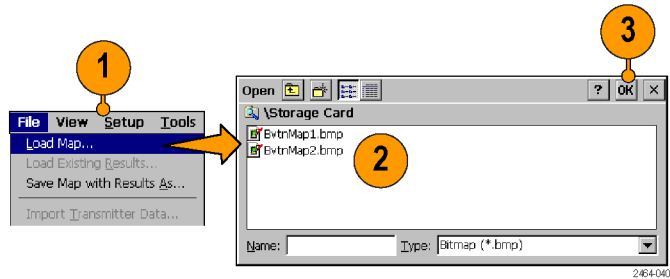 3
1
Open ? OK ×
\Storage Card
File View Setup Tools
BvtnMap1.bmp
Load Map...
BvtnMap2.bmp
2
Load Existing Results...
Save Map with Results As...
Import Transmitter Data...
Name: Type: Bitmap (*.bmp)
2464-040